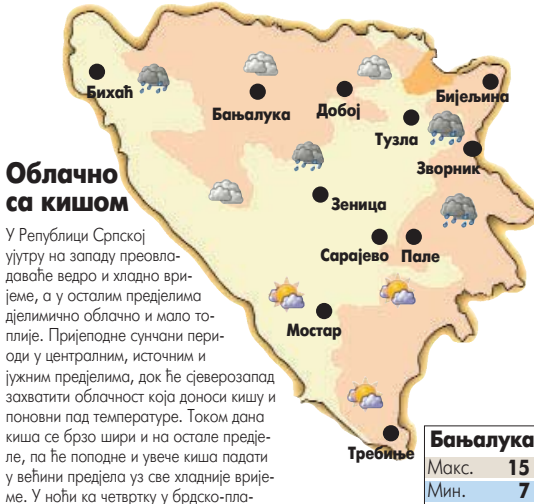 Бихаћ
Бањалука
Добој
Бијељина
Тузла
Зворник
Зеница
Сарајево
Пале
Мостар
Требиње
Облачно
са кишом
У Републици Српској
ујутру на западу преовла-
даваће ведро и хладно ври-
јеме, а у осталим предјелима
дјелимично облачно и мало то-
плије. Пријеподне сунчани пери-
оди у централним, источним и
јужним предјелима, док ће сјеверозапад
захватити облачност која доноси кишу и
поновни пад температуре. Током дана
киша се брзо шири и на остале предје-
ле, па ће поподне и увече киша падати
у већини предјела уз све хладније врије-
ме. У ноћи ка четвртку у брдско-пла-
Бањалука
Макс. 15
Мин. 7